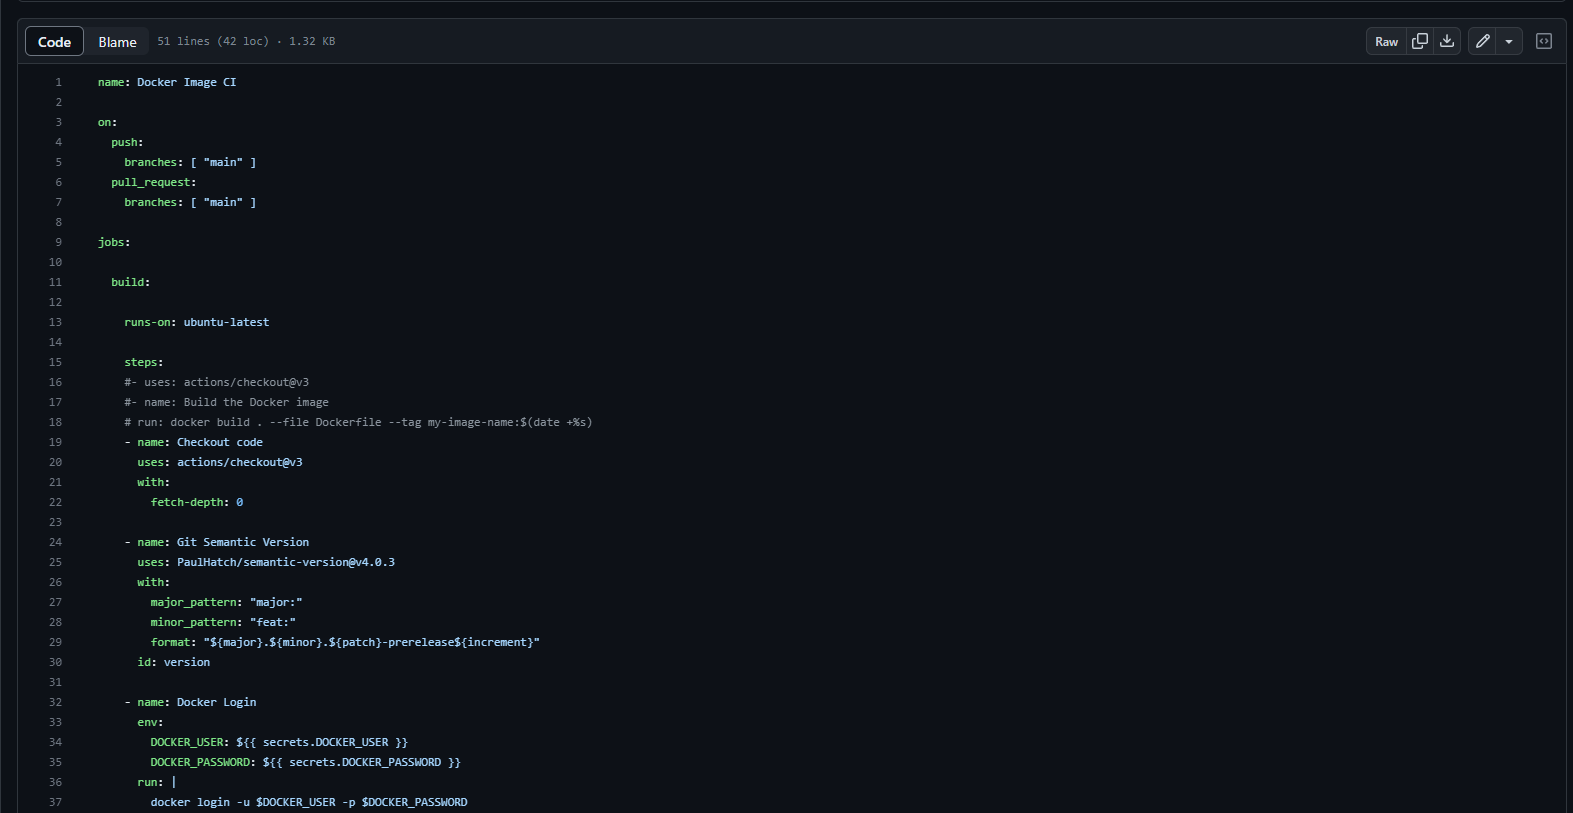 Code Blame 51 lines (42 loc) · 1.32 KB Raw
1 name: Docker Image CI
2
3 on:
4 push:
5 branches: [ "main" ]
6 pull_request:
7 branches: [ "main" ]
8
9 jobs:
10
11 build:
12
13 runs-on: ubuntu-latest
14
15 steps:
16 #- uses: actions/checkout@v3
17 #- name: Build the Docker image
18 # run: docker build . --file Dockerfile --tag my-image-name:$(date +%s)
19 - name: Checkout code
20 uses: actions/checkout@v3
21 with:
22 fetch-depth: 0
23
24 - name: Git Semantic Version
25 uses: PaulHatch/semantic-version@v4.0.3
26 with:
27 major_pattern: "major:"
28 minor_pattern: "feat:"
29 format: "${major}.${minor}.${patch}-prerelease${increment}"
30 id: version
31
32 - name: Docker Login
33 env:
34 DOCKER_USER: ${{ secrets.DOCKER_USER }}
35 DOCKER_PASSWORD: ${{ secrets.DOCKER_PASSWORD }}
36 run: |
37 docker login -u $DOCKER_USER -p $DOCKER_PASSWORD